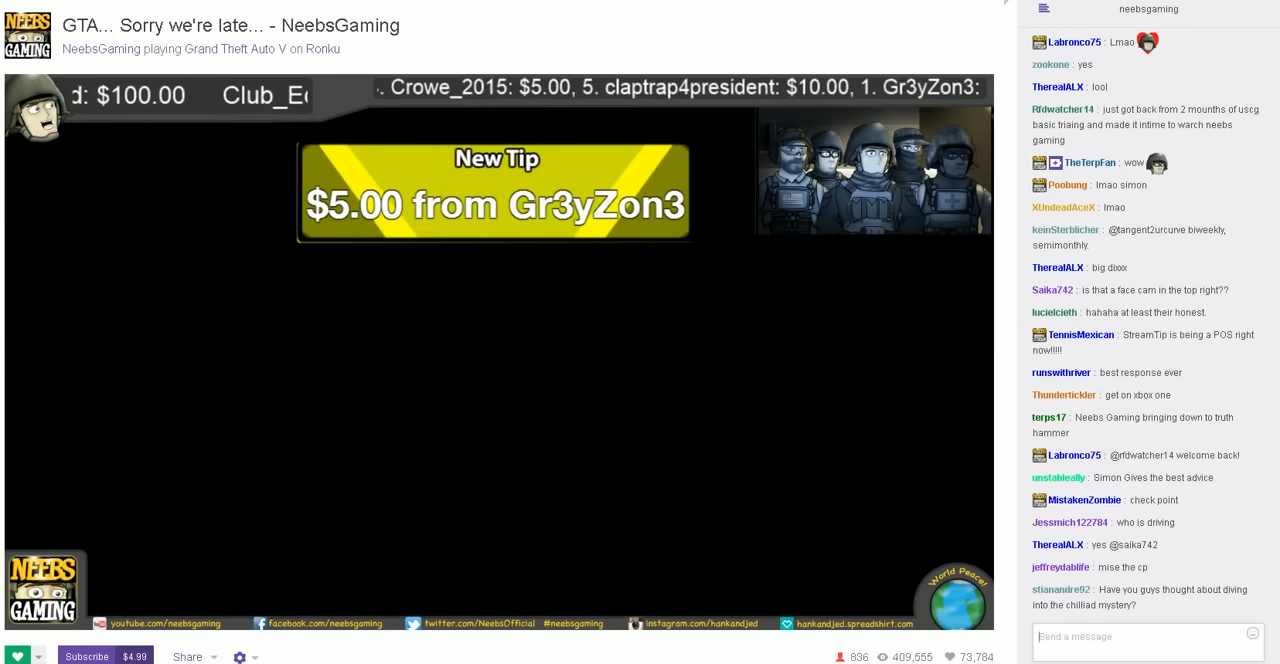 GTA... Sorry we're late... - NeebsGaming
NeebsGaming playing Grand Theft Auto V on Ronku
d: $100.00 Club_E
. Crowe_2015: $5.00, 5. claptrap4president: $10.00, 1. Gr3yZon3:
New Tip
$5.00 from Gr3yZon3
NEEBS
GAMING
World Peace!
youtube.com/neebsgaming facebook.com/neebsgaming twitter.com/NeebsOfficial #neebsgaming instagram.com/hankandjed hankandjed.spreadshirt.com
Subscribe $4.99 Share 836 409,555 73,784
neebsgaming
Labronco75 : Lmao
zookone : yes
TherealALX : lool
Rfdwatcher14 : just got back from 2 mounths of uscg
basic triaing and made it intime to warch neebs
gaming
TheTerpFan : wow
Poobung : lmao simon
XUndeadAceX : lmao
keinSterblicher : @tangent2urcurve biweekly,
semimonthly.
TherealALX : big dixxx
Saika742 : is that a face cam in the top right??
lucielcieth : hahaha at least their honest.
TennisMexican : StreamTip is being a POS right
now!!!!!
runswithriver : best response ever
Thundertickler : get on xbox one
terps17 : Neebs Gaming bringing down to truth
hammer
Labronco75 : @rfdwatcher14 welcome back!
unstableally : Simon Gives the best advice
MistakenZombie : check point
Jessmich122784 : who is driving
TherealALX : yes @saika742
jeffreydablife : mise the cp
stianandre92 : Have you guys thought about diving
into the chilliad mystery?
Send a message